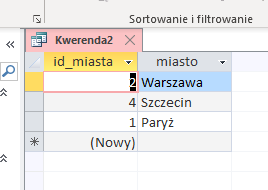 Sortowanie i filtrowanie
Kwerenda2
id_miasta miasto
2 Warszawa
4 Szczecin
1 Paryż
(Nowy)